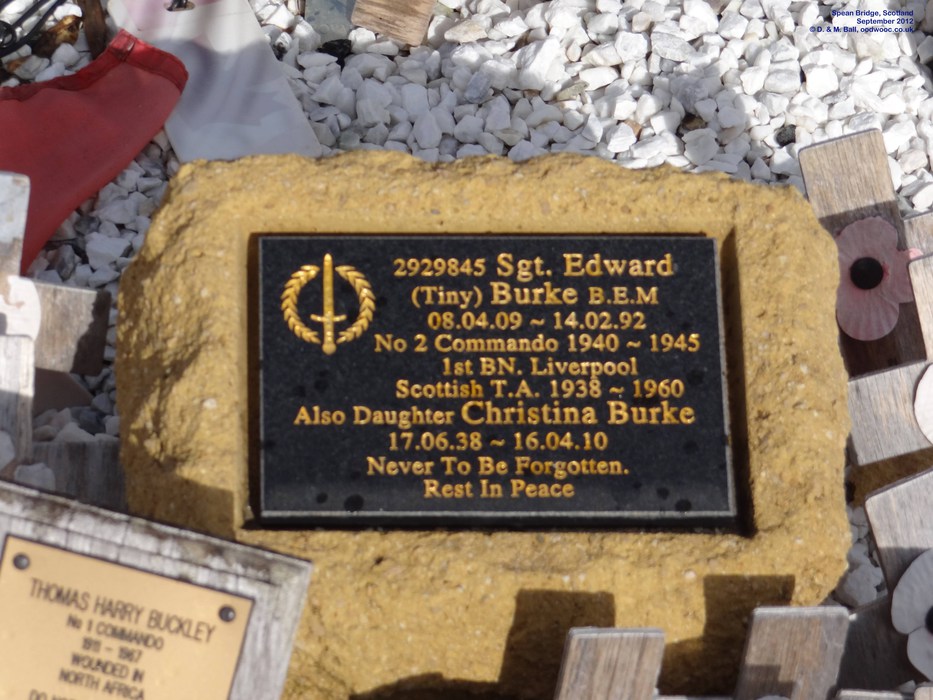 Spean Bridge, Scotland
September 2012
© D. & M. Ball, oodwooc.co.uk
2929845 Sgt. Edward
(Tiny) Burke B.E.M
08.04.09 ~ 14.02.92
No 2 Commando 1940 ~ 1945
1st BN. Liverpool
Scottish T.A. 1938 ~ 1960
Also Daughter Christina Burke
17.06.38 ~ 16.04.10
Never To Be Forgotten.
Rest In Peace
THOMAS HARRY BUCKLEY
No 1 COMMANDO
1911 - 1967
WOUNDED IN
NORTH AFRICA